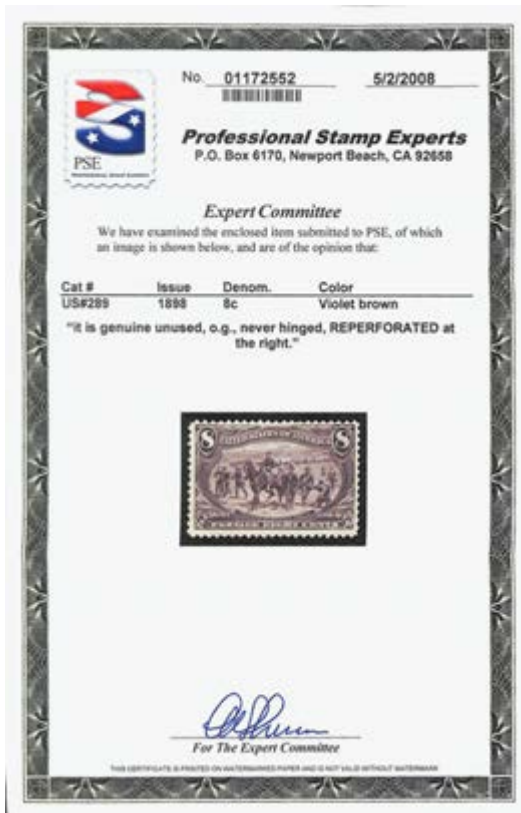 No. 01172552 5/2/2008
PSE
Professional Stamp Experts
P.O. Box 6170, Newport Beach, CA 92658
Expert Committee
We have examined the enclosed item submitted to PSE, of which
an image is shown below, and are of the opinion that:
Cat # Issue Denom. Color
US#289 1898 8c Violet brown
"it is genuine unused, o.g., never hinged, REPERFORATED at
the right."
8 UNITED STATES OF AMERICA 8
For The Expert Committee
THIS CERTIFICATE IS PRINTED ON WATERMARKED PAPER AND IS NOT VALID WITHOUT WATERMARK